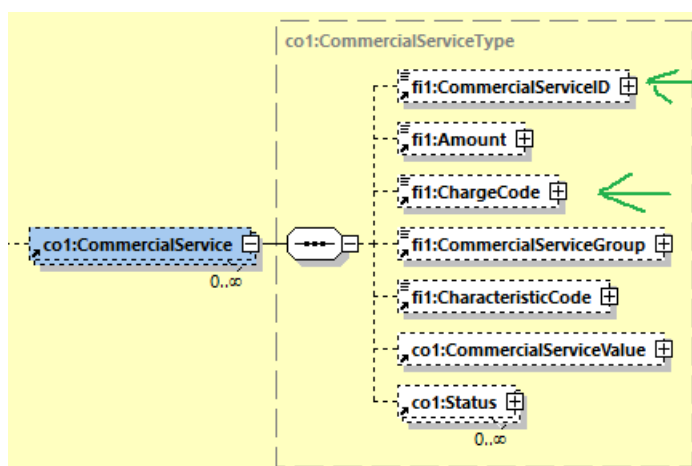 co1:CommercialServiceType
fi1:CommercialServiceID
fi1:Amount
fi1:ChargeCode
co1:CommercialService
0..∞
fi1:CommercialServiceGroup
fi1:CharacteristicCode
co1:CommercialServiceValue
co1:Status
0..∞